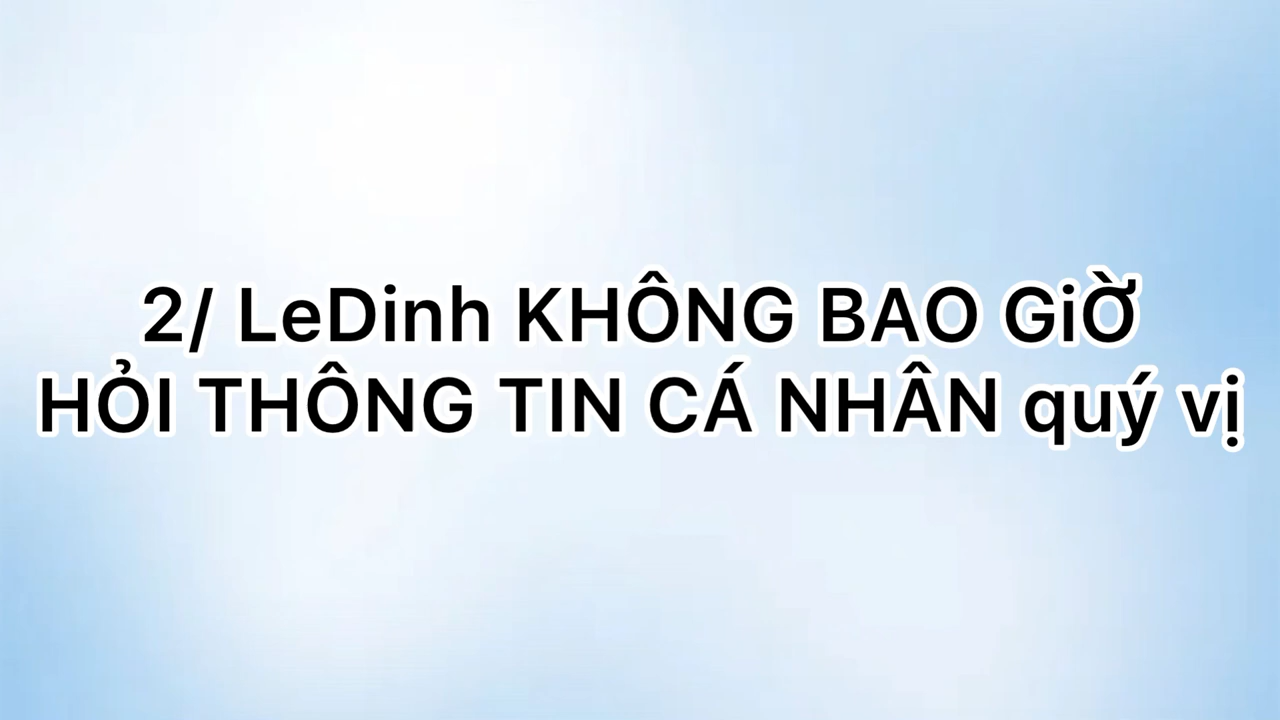 2/ LeDinh KHÔNG BAO GiỜ
HỎI THÔNG TIN CÁ NHÂN quý vị